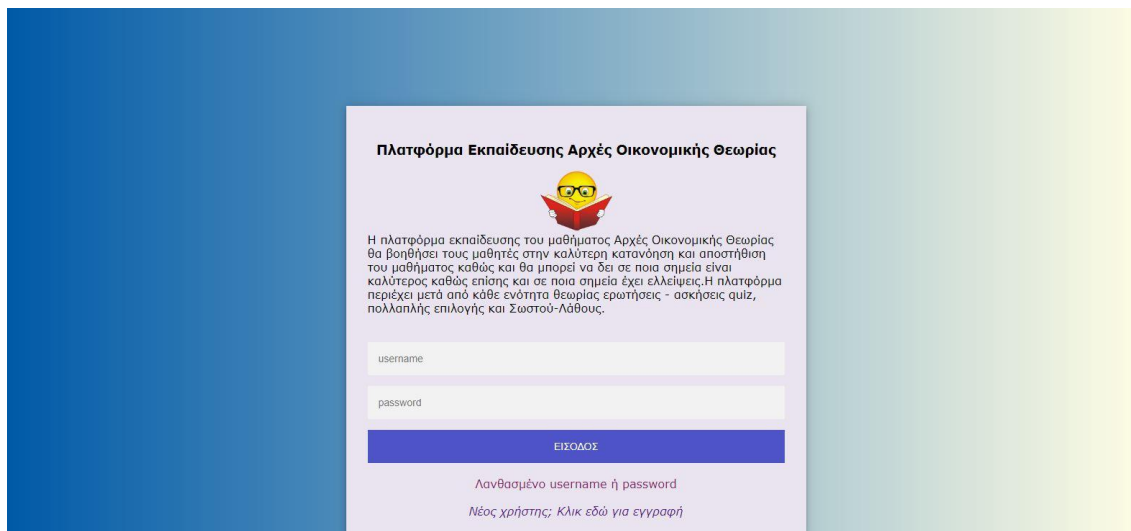 Πλατφόρμα Εκπαίδευσης Αρχές Οικονομικής Θεωρίας
Η πλατφόρμα εκπαίδευσης του μαθήματος Αρχές Οικονομικής Θεωρίας
θα βοηθήσει τους μαθητές στην καλύτερη κατανόηση και αποστήθιση
του μαθήματος καθώς και θα μπορεί να δει σε ποια σημεία είναι
καλύτερος καθώς επίσης και σε ποια σημεία έχει ελλείψεις.Η πλατφόρμα
περιέχει μετά από κάθε ενότητα θεωρίας ερωτήσεις - ασκήσεις quiz,
πολλαπλής επιλογής και Σωστού-Λάθους.
username
password
ΕΙΣΟΔΟΣ
Λανθασμένο username ή password
Νέος χρήστης; Κλικ εδώ για εγγραφή